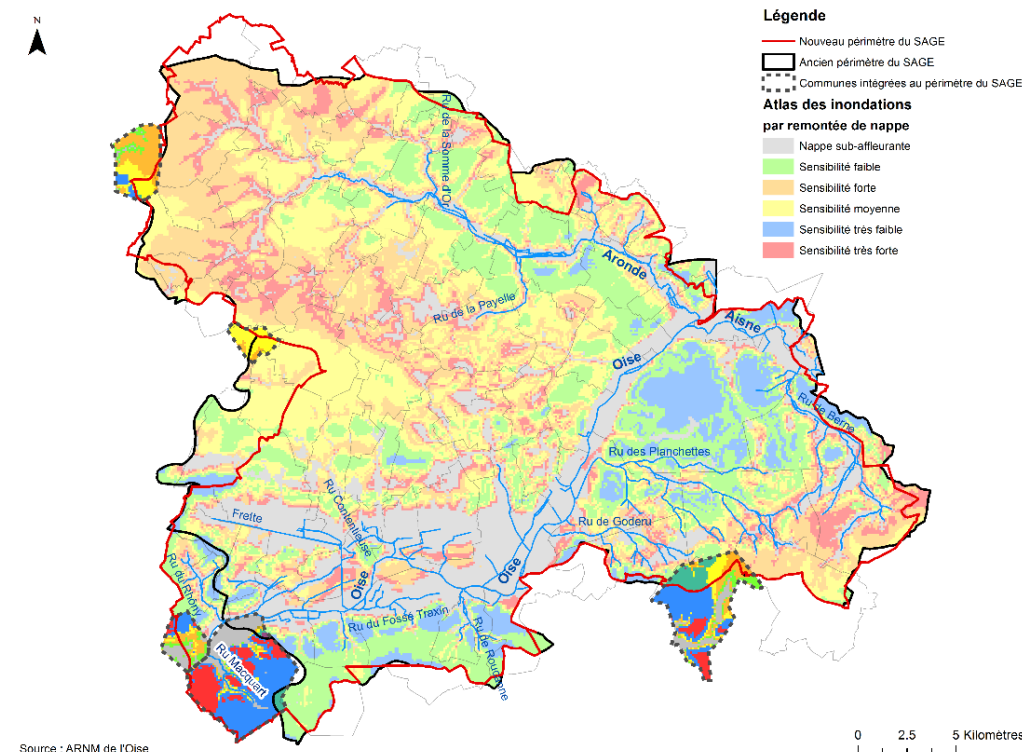 N
Légende
Nouveau périmètre du SAGE
Ancien périmètre du SAGE
Communes intégrées au périmètre du SAGE
Atlas des inondations
par remontée de nappe
Nappe sub-affleurante
Sensibilité faible
Sensibilité forte
Sensibilité moyenne
Sensibilité très faible
Sensibilité très forte
Ru de la Somme d'Or
Aronde
Ru de la Payelle
Aisne
Oise
Ru de Berne
Ru des Planchettes
Ru Contentieuse
Frette
Ru de Goderu
Oise
Oise
Ru du Rhôny
Ru du Fossé Traxin
Ru de Rouanne
Ru Macquart
Source : ARNM de l'Oise
0 2.5 5 Kilomètres